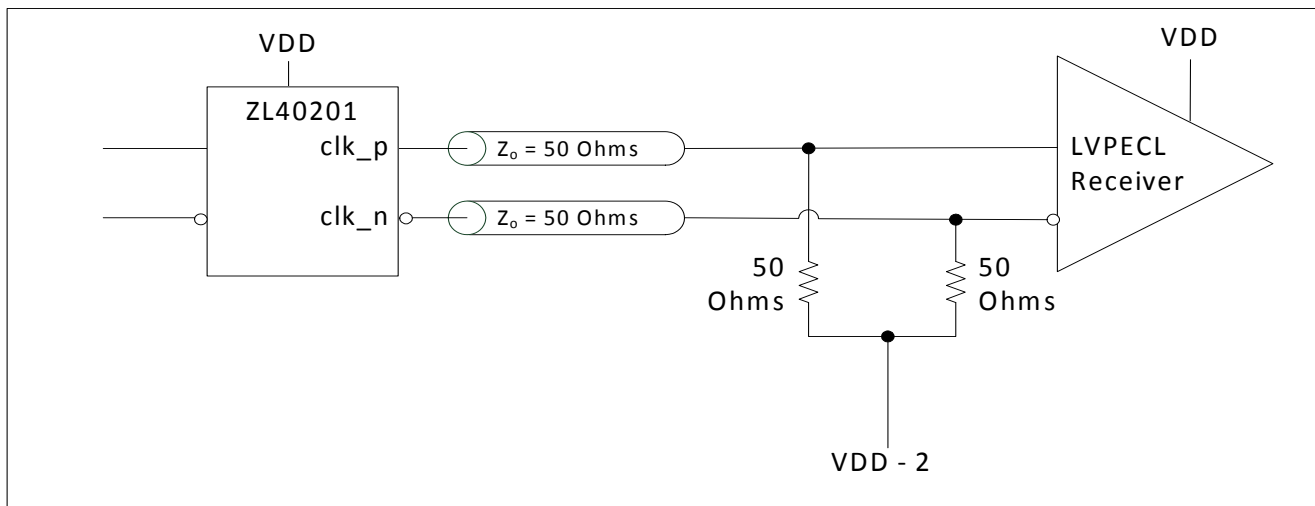 VDD
ZL40201
clk_p
clk_n
Zo = 50 Ohms
Zo = 50 Ohms
VDD
LVPECL
Receiver
50
Ohms
50
Ohms
VDD - 2